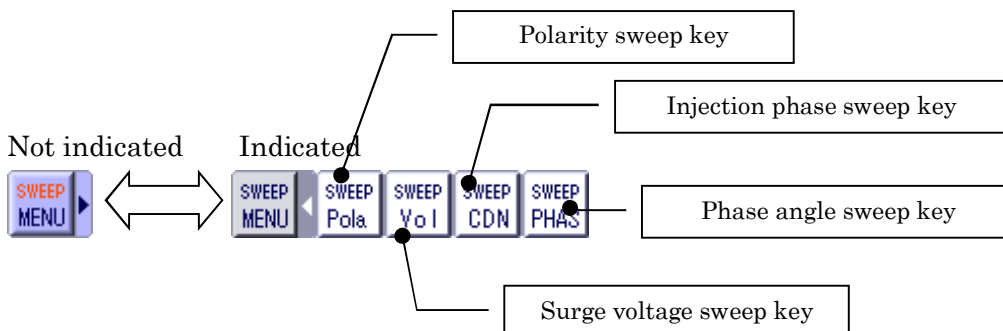 Polarity sweep key
Injection phase sweep key
Not indicated
Indicated
SWEEP
MENU
SWEEP
MENU
SWEEP
Pola.
SWEEP
Vol
SWEEP
CDN
SWEEP
PHAS
Phase angle sweep key
Surge voltage sweep key